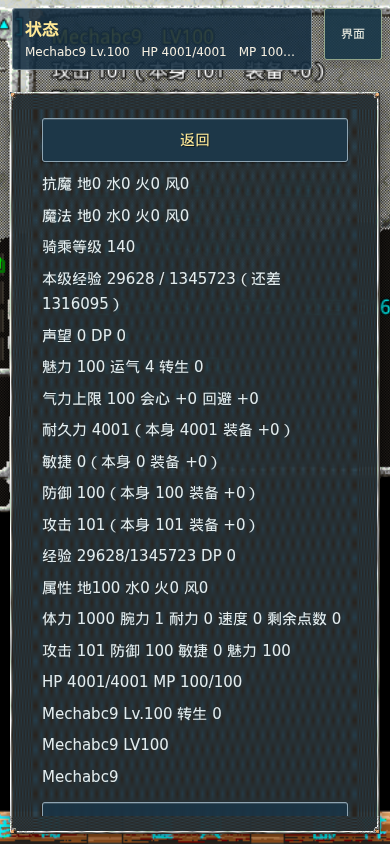 状态
Mechabc9 Lv.100 HP 4001/4001 MP 100...
界面
Mechabc9 LV100
攻击 101（本身 101 装备 +0）
返回
抗魔 地0 水0 火0 风0
魔法 地0 水0 火0 风0
骑乘等级 140
本级经验 29628 / 1345723（还差
1316095）
声望 0 DP 0
魅力 100 运气 4 转生 0
气力上限 100 会心 +0 回避 +0
耐久力 4001（本身 4001 装备 +0）
敏捷 0（本身 0 装备 +0）
防御 100（本身 100 装备 +0）
攻击 101（本身 101 装备 +0）
经验 29628/1345723 DP 0
属性 地100 水0 火0 风0
体力 1000 腕力 1 耐力 0 速度 0 剩余点数 0
攻击 101 防御 100 敏捷 0 魅力 100
HP 4001/4001 MP 100/100
Mechabc9 Lv.100 转生 0
Mechabc9 LV100
Mechabc9